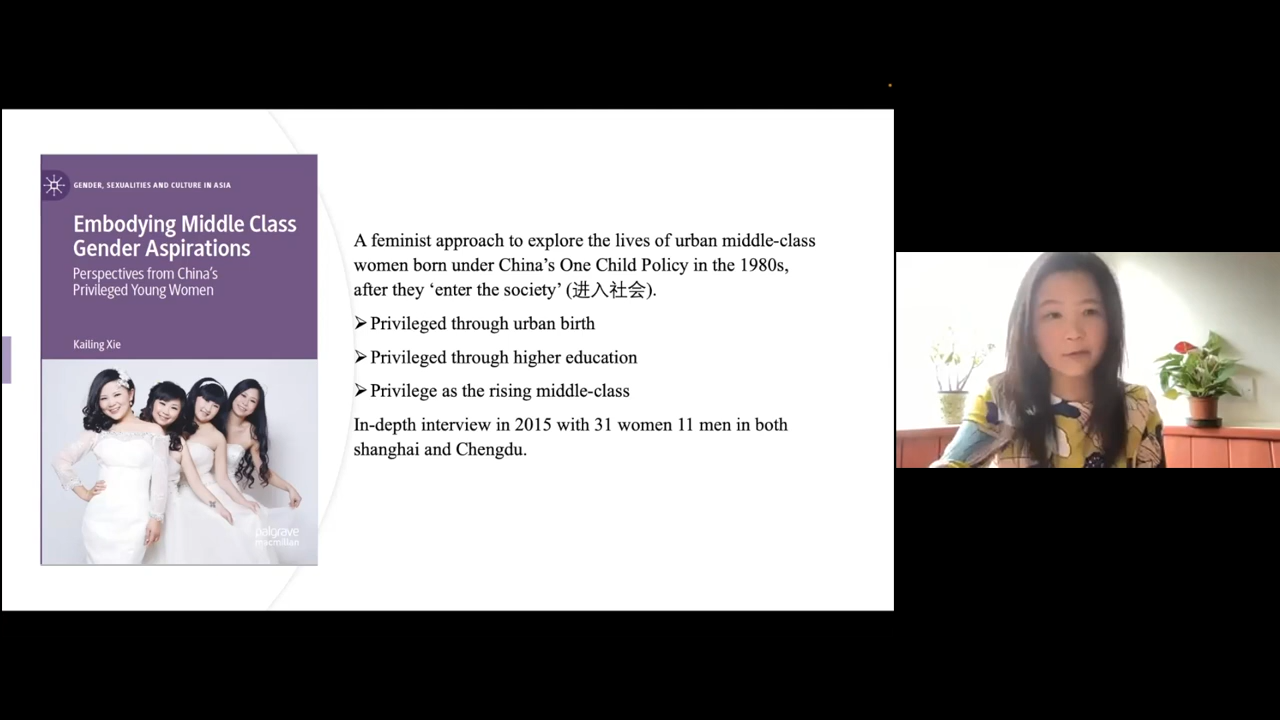 GENDER, SEXUALITIES AND CULTURE IN ASIA
Embodying Middle Class
Gender Aspirations
Perspectives from China's
Privileged Young Women
Kailing Xie
palgrave
macmillan
A feminist approach to explore the lives of urban middle-class
women born under China's One Child Policy in the 1980s,
after they 'enter the society' (进入社会).
➢Privileged through urban birth
➢Privileged through higher education
➢Privilege as the rising middle-class
In-depth interview in 2015 with 31 women 11 men in both
shanghai and Chengdu.